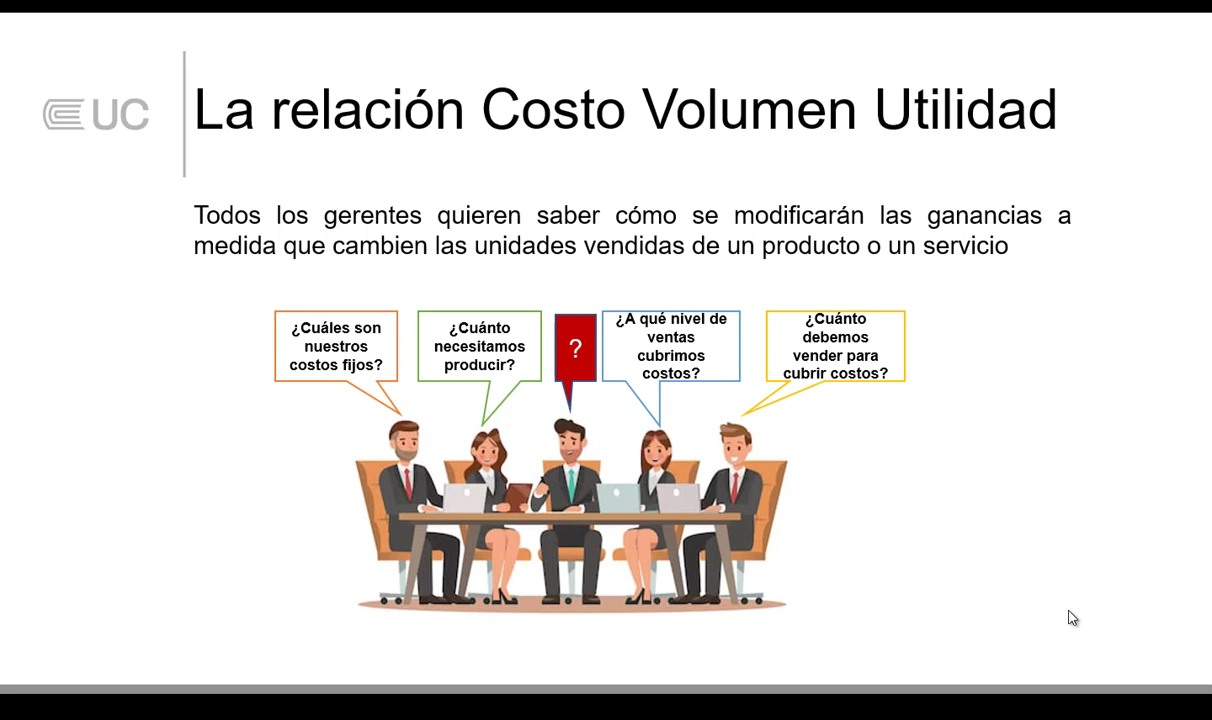 UC
La relación Costo Volumen Utilidad
Todos los gerentes quieren saber cómo se modificarán las ganancias a
medida que cambien las unidades vendidas de un producto o un servicio
¿Cuáles son
nuestros
costos fijos?
¿Cuánto
necesitamos
producir?
?
¿A qué nivel de
ventas
cubrimos
costos?
¿Cuánto
debemos
vender para
cubrir costos?